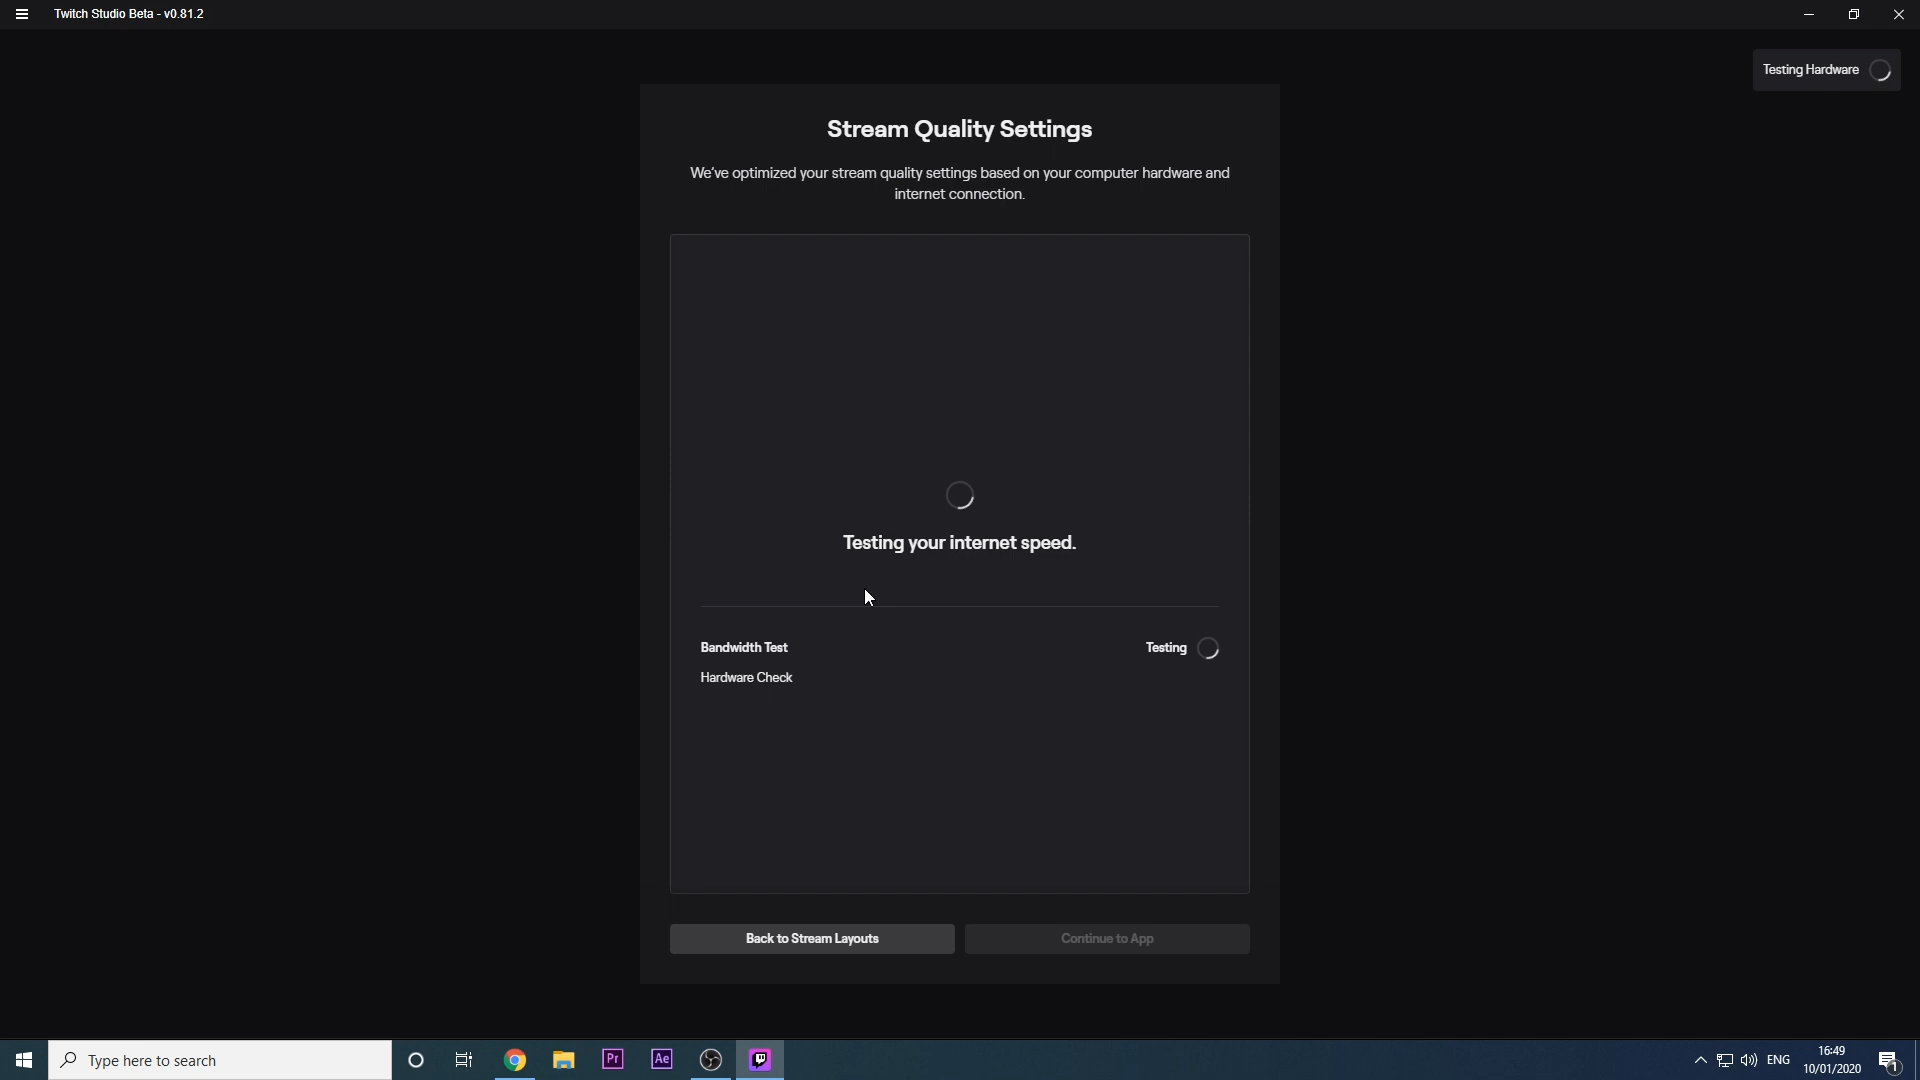 Twitch Studio Beta - v0.81.2
Testing Hardware
Stream Quality Settings
We've optimized your stream quality settings based on your computer hardware and
internet connection.
Testing your internet speed.
Bandwidth Test
Testing
Hardware Check
Back to Stream Layouts
Continue to App
Type here to search
Pr
Ae
ENG
16:49
10/01/2020
1